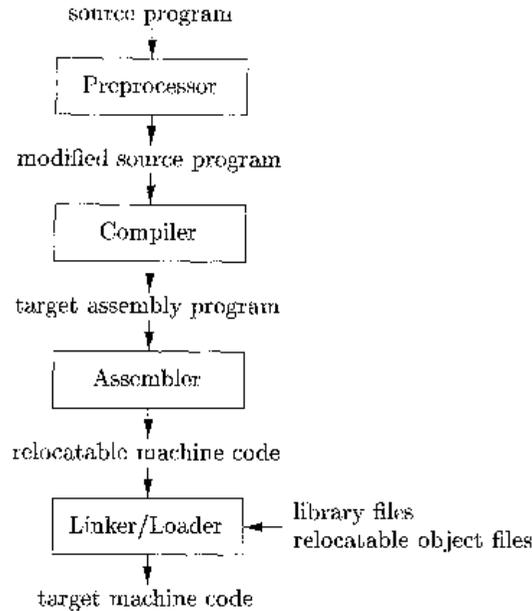 source program
Preprocessor
modified source program
Compiler
target assembly program
Assembler
relocatable machine code
Linker/Loader
library files
relocatable object files
target machine code